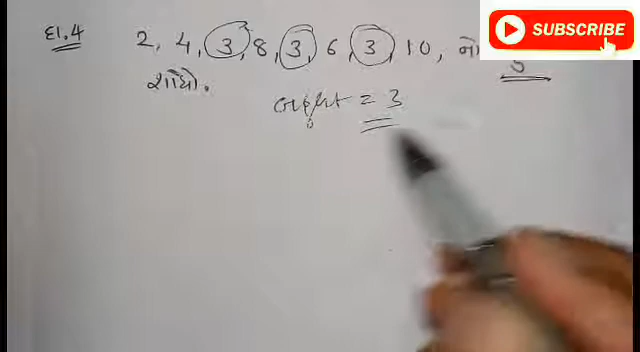 દા.4 2, 4, 3, 8, 3, 6, 3, 10, નો
SUBSCRIBE
શોધો.
બહુલક = 3